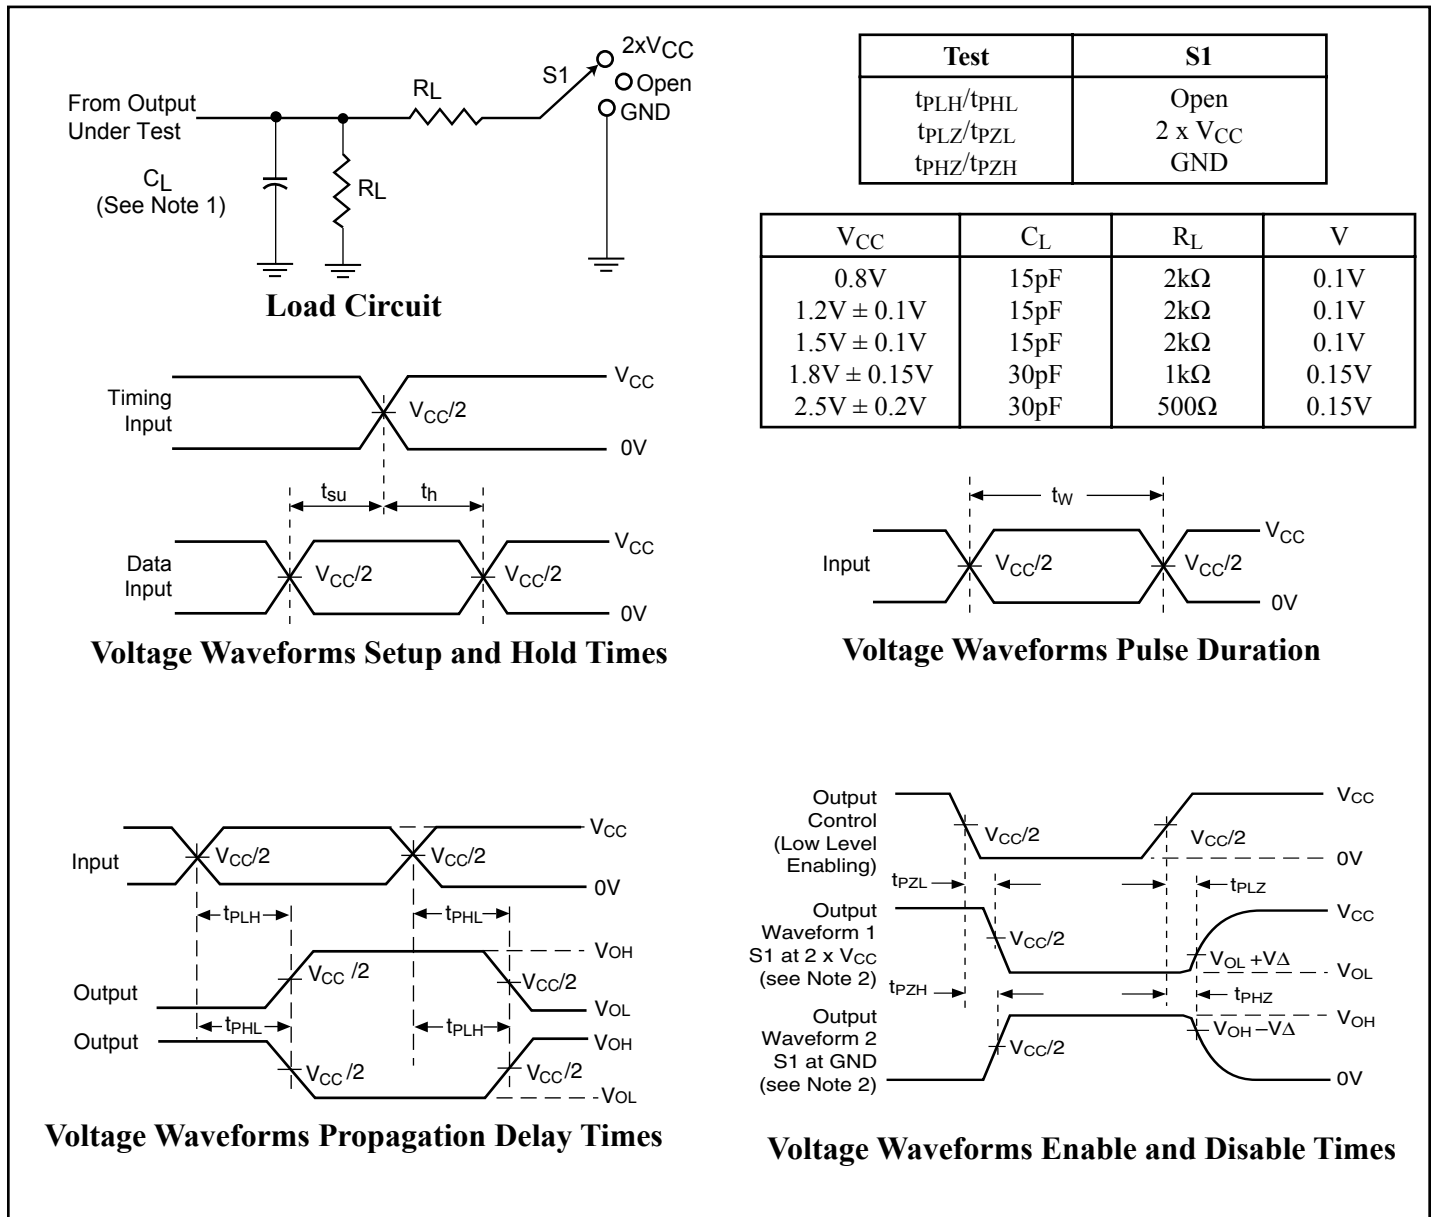 2xVCC
S1
Open
RL
GND
From Output
Under Test
CL
(See Note 1)
RL
Load Circuit
Test S1
tPLH/tPHL Open
tPLZ/tPZL 2 x VCC
tPHZ/tPZH GND
VCC CL RL V
0.8V 15pF 2kΩ 0.1V
1.2V ± 0.1V 15pF 2kΩ 0.1V
1.5V ± 0.1V 15pF 2kΩ 0.1V
1.8V ± 0.15V 30pF 1kΩ 0.15V
2.5V ± 0.2V 30pF 500Ω 0.15V
VCC
Timing
Input
VCC/2
0V
tsu th
VCC
Data
Input
VCC/2 VCC/2
0V
Voltage Waveforms Setup and Hold Times
tW
VCC
Input
VCC/2 VCC/2
0V
Voltage Waveforms Pulse Duration
VCC
Input
VCC/2 VCC/2
0V
tPLH tPHL
VOH
VCC /2 VCC/2
Output
VOL
tPHL tPLH
Output
VOH
VCC /2 VCC/2
VOL
Voltage Waveforms Propagation Delay Times
Output
Control
(Low Level
Enabling)
VCC
VCC/2 VCC/2
0V
tPZL tPLZ
Output
Waveform 1
S1 at 2 x VCC
(see Note 2)
VCC
VCC/2
VOL +VΔ
VOL
tPZH tPHZ
Output
Waveform 2
S1 at GND
(see Note 2)
VOH
VOH –VΔ
VCC/2
0V
Voltage Waveforms Enable and Disable Times